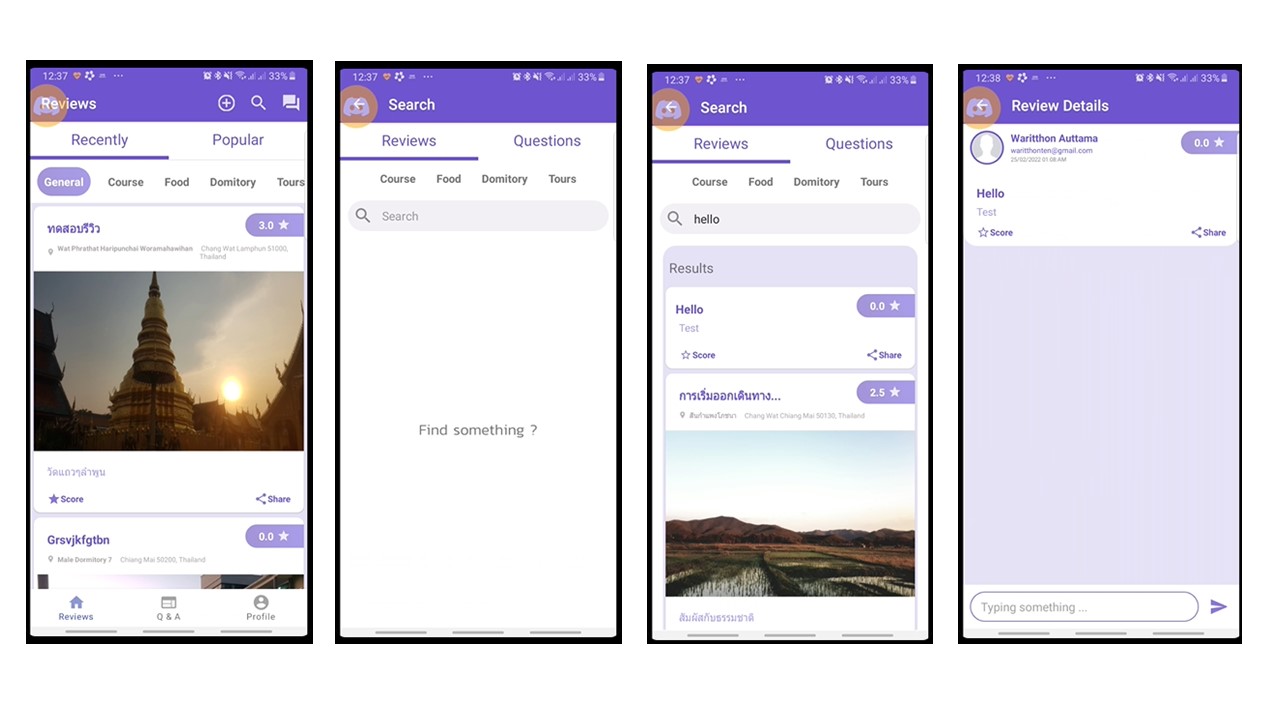 12:37
33%
Reviews
Recently
Popular
General
Course
Food
Domitory
Tours
ทดสอบรีวิว
3.0
Wat Phrathat Haripunchai Woramahawihan
Chang Wat Lamphun 51000,
Thailand
วัดแถวๆลำพูน
Score
Share
Grsvjkfgtbn
0.0
Male Dormitory 7
Chiang Mai 50200, Thailand
Reviews
Q & A
Profile
12:37
33%
Search
Reviews
Questions
Course
Food
Domitory
Tours
Search
Find something ?
12:37
33%
Search
Reviews
Questions
Course
Food
Domitory
Tours
hello
Results
Hello
0.0
Test
Score
Share
การเริ่มออกเดินทาง...
2.5
สันกำแพงโภชนา
Chang Wat Chiang Mai 50130, Thailand
สัมผัสกับธรรมชาติ
12:38
33%
Review Details
Waritthon Auttama
0.0
waritthonten@gmail.com
25/02/2022 01:08 AM
Hello
Test
Score
Share
Typing something ...